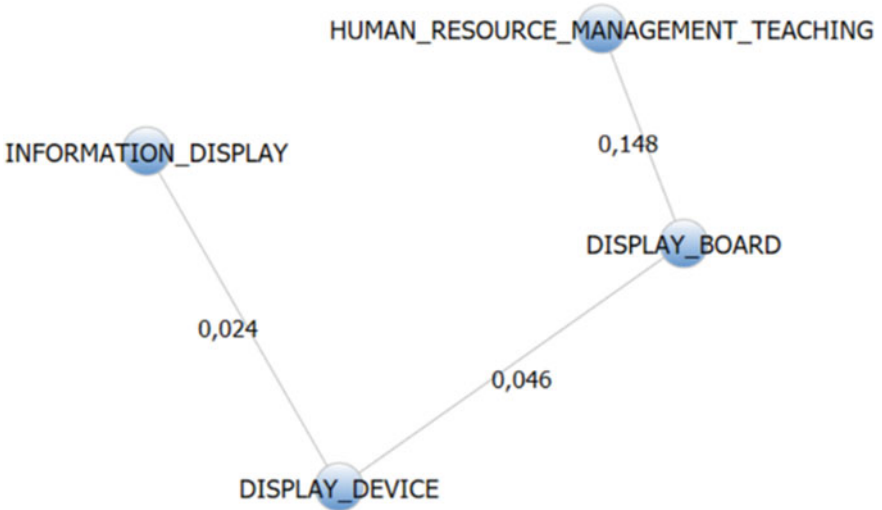 HUMAN_RESOURCE_MANAGEMENT_TEACHING
0,148
INFORMATION_DISPLAY
DISPLAY_BOARD
0,024
0,046
DISPLAY_DEVICE